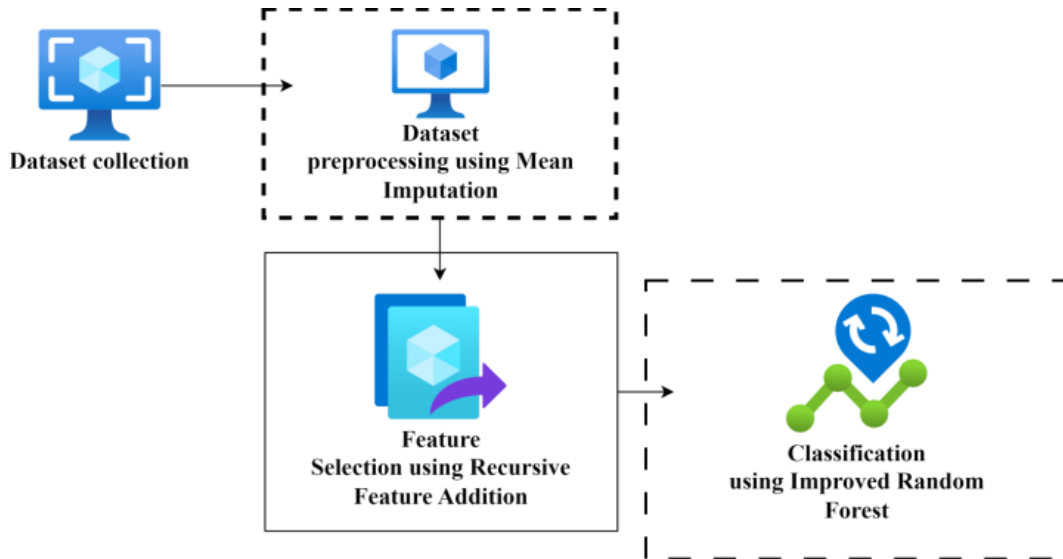 Dataset collection
Dataset
preprocessing using Mean
Imputation
Feature
Selection using Recursive
Feature Addition
Classification
using Improved Random
Forest